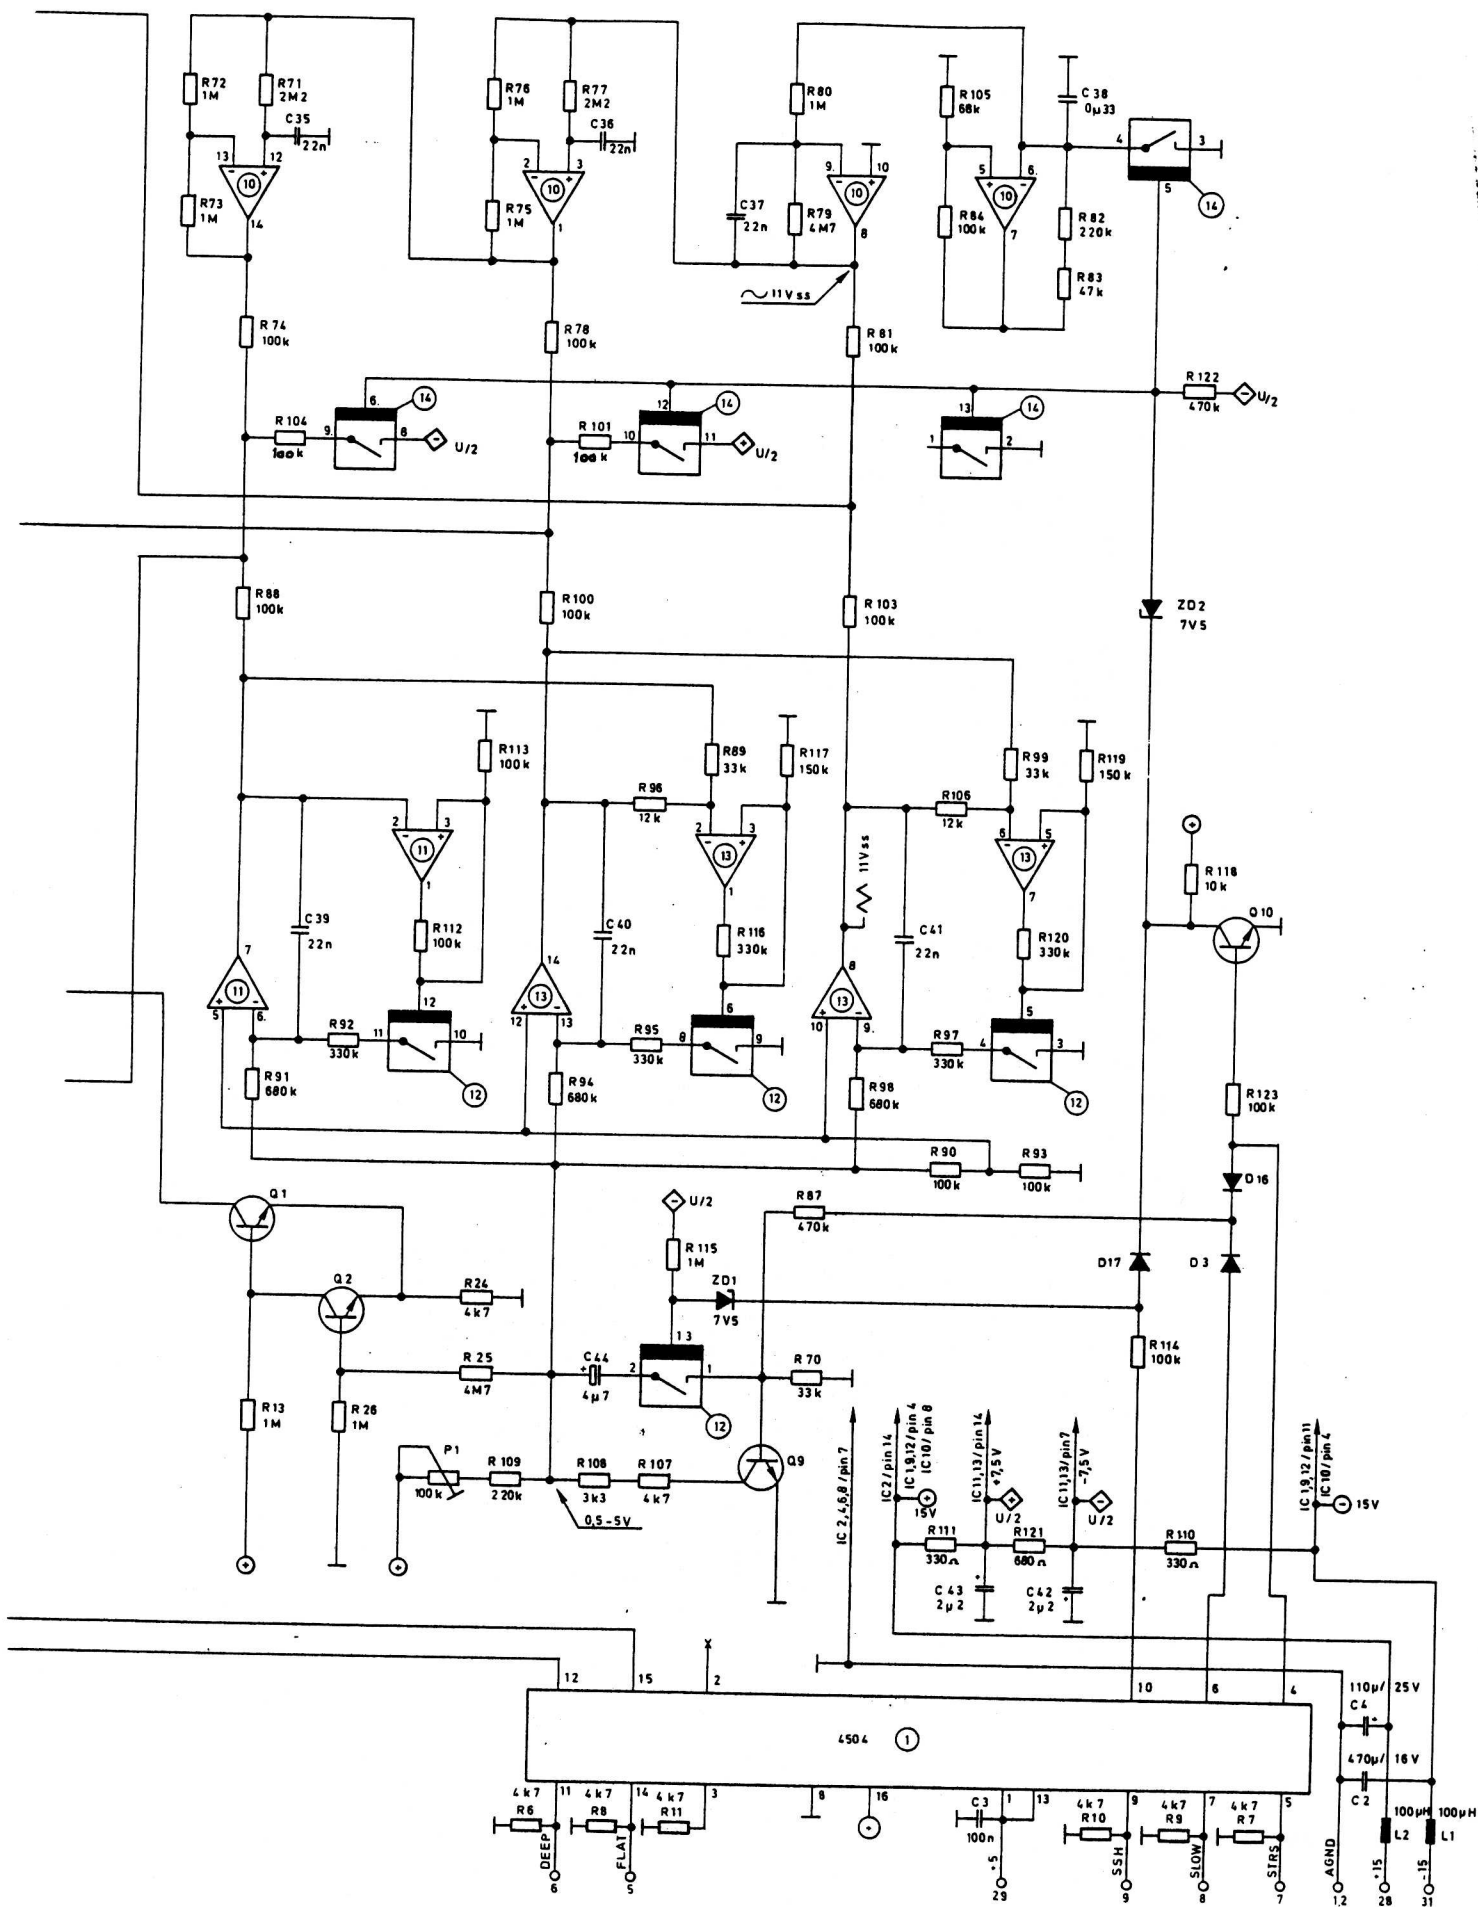 R72
1M
R71
2M2
C35
22n
13
12
-
+
10
R73
1M
14
R76
1M
R77
2M2
C36
22n
2
3
-
+
10
R75
1M
1
R80
1M
9.
10
-
+
10
C37
22n
R79
4M7
8
~11Vss
R105
68k
C38
0µ33
5
6.
+
-
10
R84
100k
7
R82
220k
R83
47k
4
3
5
14
R74
100k
R78
100k
R81
100k
R122
470k
-
U/2
R104
100k
9.
6.
8
14
-
U/2
R101
100k
10
12
11
14
+
U/2
1
13
2
14
R88
100k
R100
100k
R103
100k
ZD2
7V5
R113
100k
R89
33k
R117
150k
R99
33k
R119
150k
R96
12k
R106
12k
2
3
-
+
11
1
2
3
-
+
13
1
6
5
-
+
13
7
11Vss
+
R118
10k
Q10
C39
22n
R112
100k
C40
22n
R116
330k
C41
22n
R120
330k
7
11
+
-
5
6.
14
13
+
-
12
13
8
13
+
-
10
9.
R92
330k
11
12
10
12
R95
330k
8
6
9
12
R97
330k
4
5
3
12
R91
680k
R94
680k
R98
680k
R123
100k
R90
100k
R93
100k
D16
Q1
-
U/2
R87
470k
R115
1M
D17
D3
Q2
R24
4k7
ZD1
7V5
R25
4M7
C44
+
4µ7
2
13
1
12
R70
33k
R114
100k
R13
1M
R26
1M
P1
100k
R109
220k
R108
3k3
R107
4k7
Q9
0,5-5V
+
+
IC 2,4,6,8/pin 7
IC2/pin 14
IC 1,9,12/pin 4
IC10/pin 8
+
15V
IC11,13/pin 14
+7,5V
+
U/2
IC11,13/pin7
-7,5V
-
U/2
IC 1,9,12/pin11
IC10/pin 4
-
15V
R111
330Ω
R121
680Ω
R110
330Ω
C43
2µ2
+
C42
2µ2
+
12
15
2
10
6
4
4504
1
110µ/25V
C4
+
470µ/16V
C2
4k7
R6
11
DEEP
6
4k7
R8
14
FLAT
5
4k7
R11
3
8
16
+
C3
100n
1
13
+5
29
4k7
R10
9
SSH
9
4k7
R9
7
SLOW
8
4k7
R7
5
STRS
7
AGND
1,2
100µH
L2
+15
28
100µH
L1
-15
31